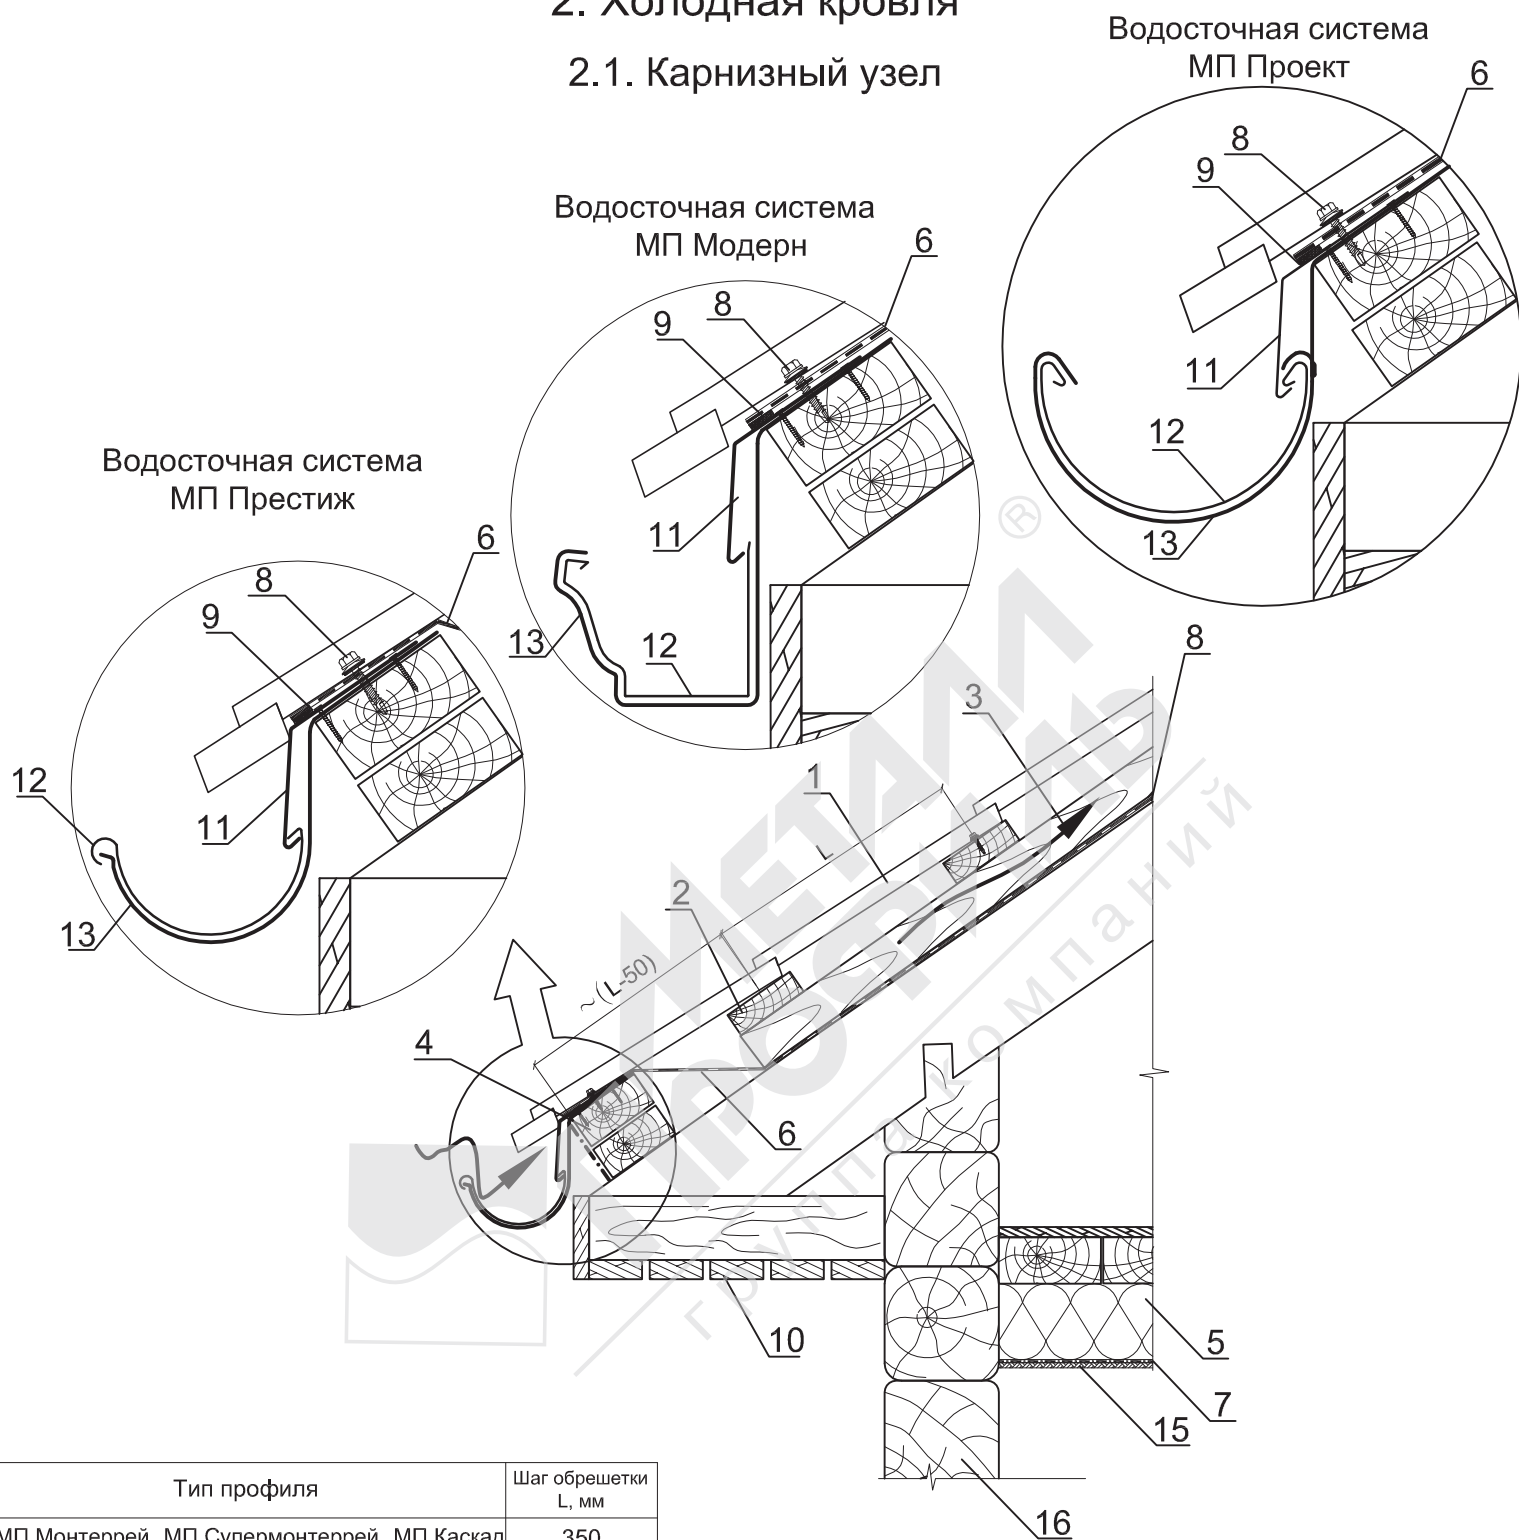 2. Холодная кровля
2.1. Карнизный узел
Водосточная система
МП Проект
6
8
9
11
12
13
Водосточная система
МП Модерн
6
8
9
11
13
12
Водосточная система
МП Престиж
6
8
9
12
11
13
8
3
1
L
2
~(L-50)
4
6
10
5
7
15
16
®
МЕТАЛЛ
ПРОФИЛЬ
группа компаний
Тип профиля
Шаг обрешетки
L, мм
МП Монтеррей, МП Супермонтеррей, МП Каскад
350